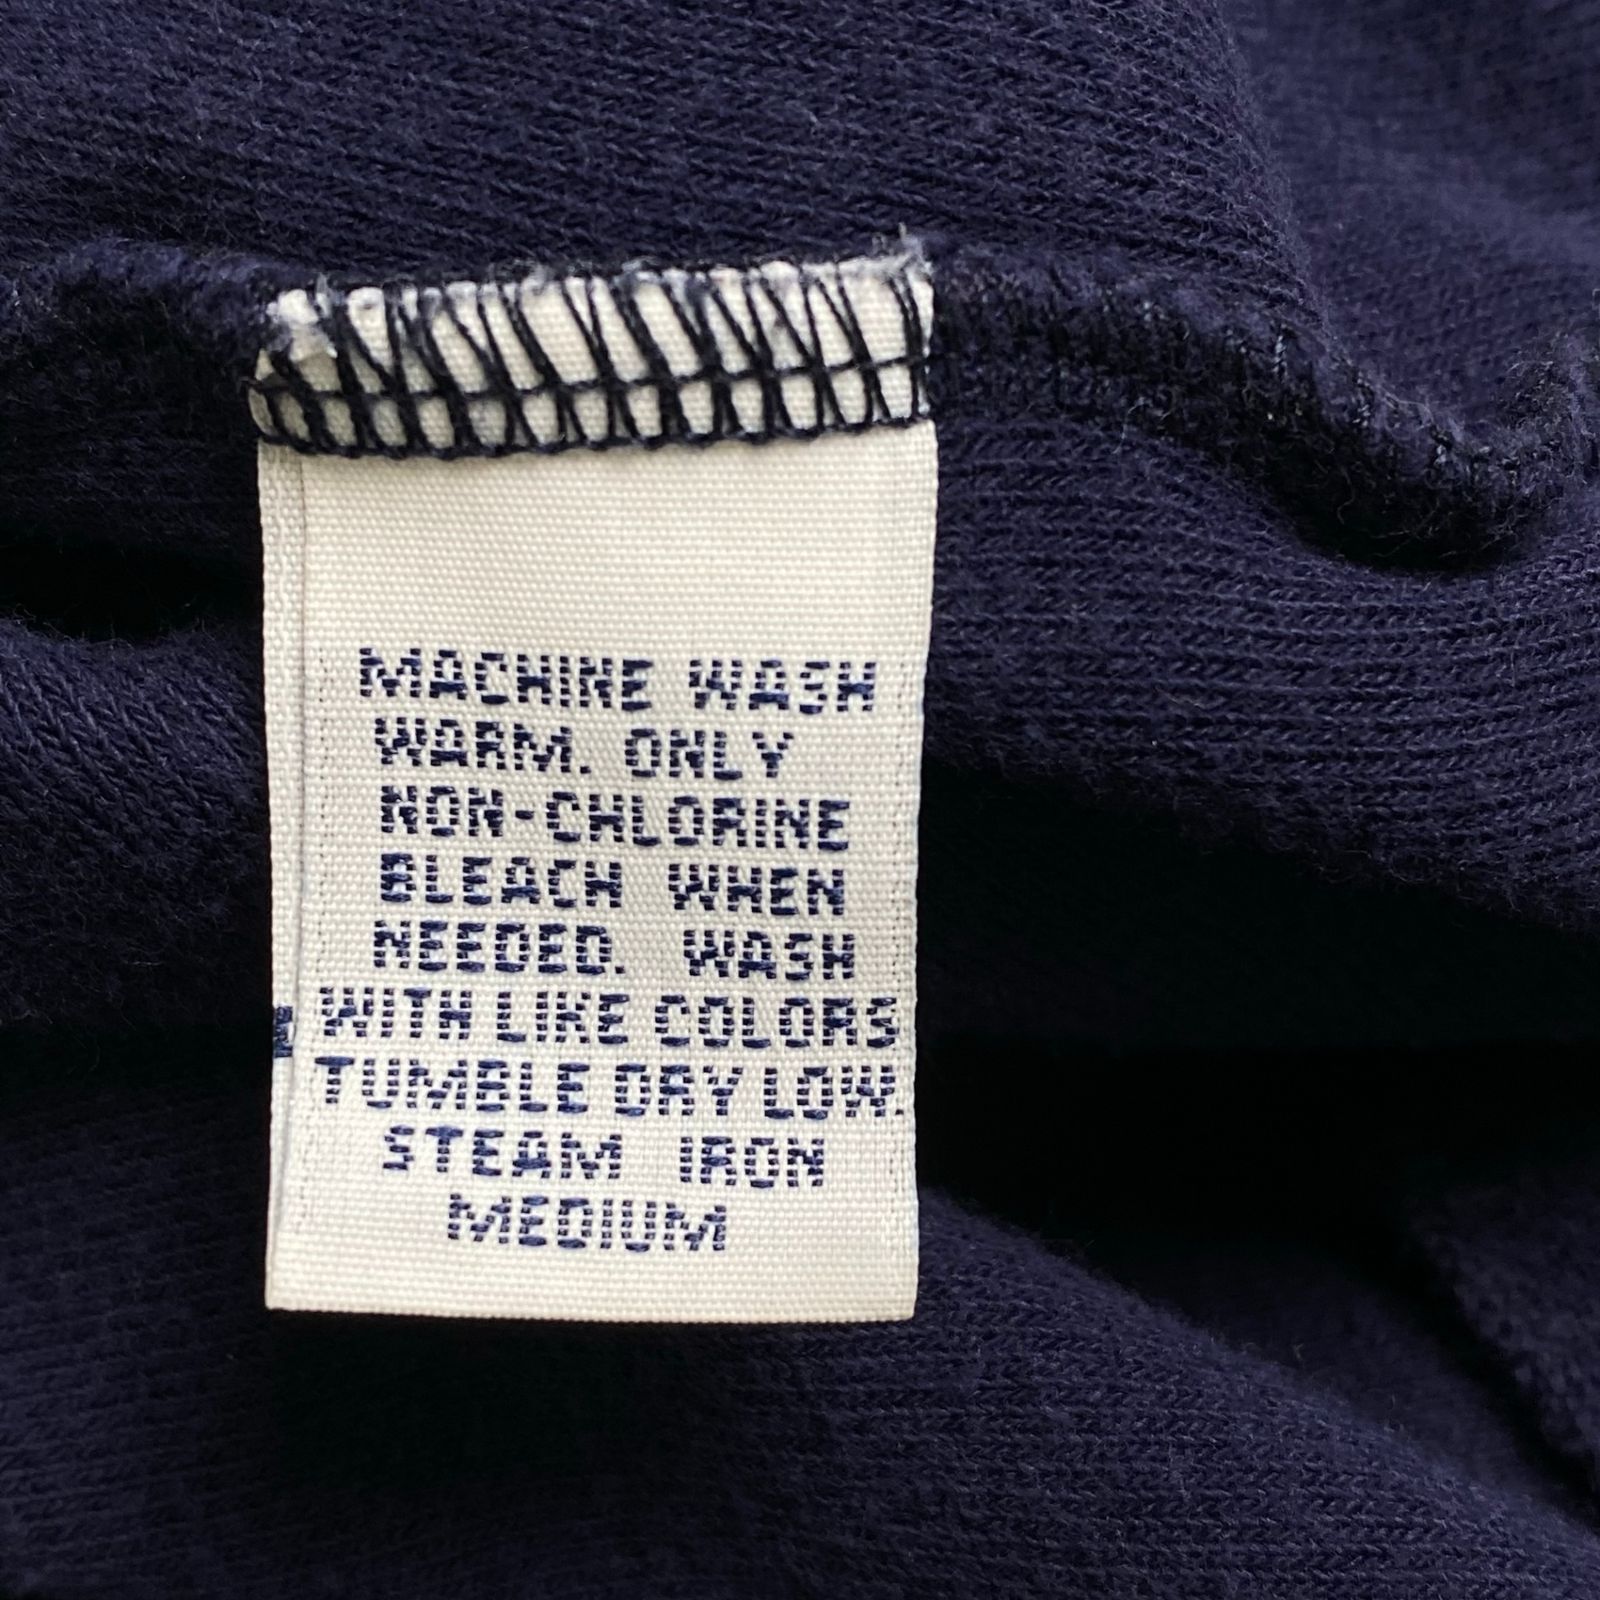 MACHINE WASH
WARM. ONLY
NON-CHLORINE
BLEACH WHEN
NEEDED. WASH
WITH LIKE COLORS
TUMBLE DRY LOW.
STEAM IRON
MEDIUM